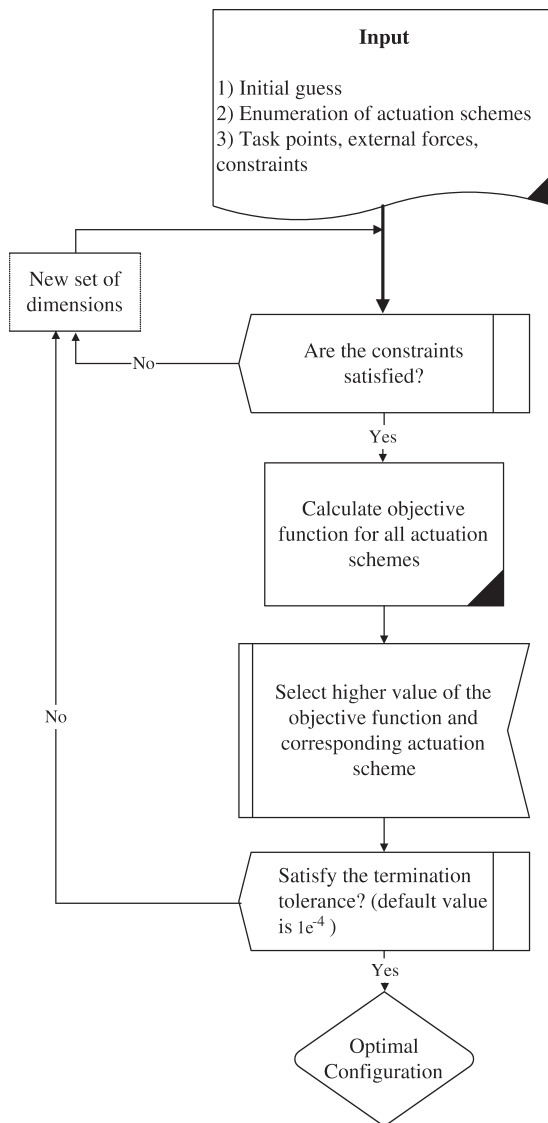 Input
1) Initial guess
2) Enumeration of actuation schemes
3) Task points, external forces,
constraints
New set of
dimensions
Are the constraints
satisfied?
No
Yes
Calculate objective
function for all actuation
schemes
Select higher value of the
objective function and
corresponding actuation
scheme
No
Satisfy the termination
tolerance? (default value
is 1e-4 )
Yes
Optimal
Configuration